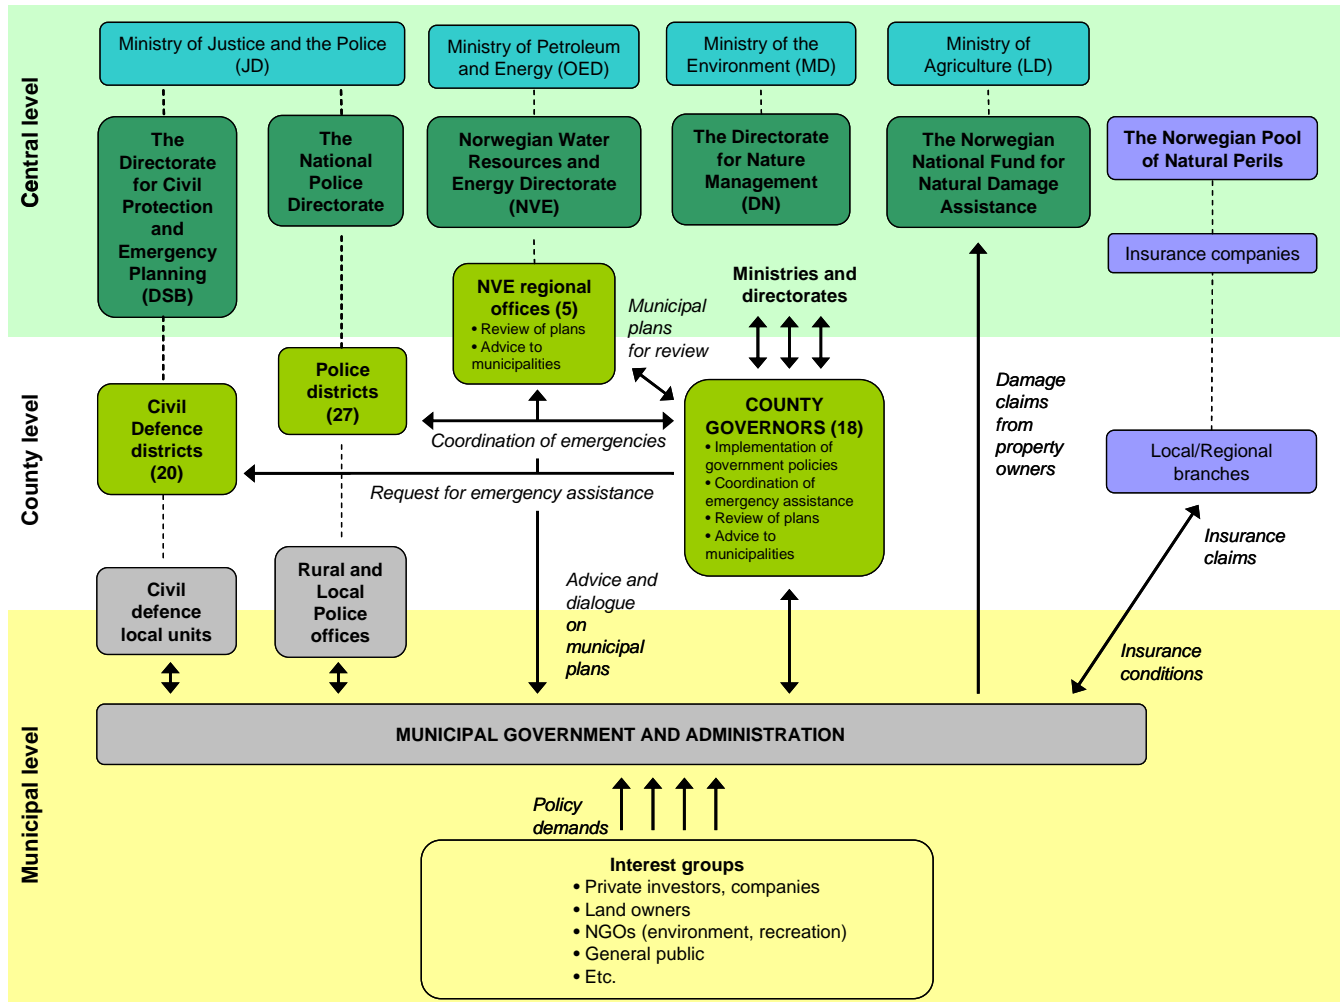 Central level
County level
Municipal level
Ministry of Justice and the Police
(JD)
Ministry of Petroleum
and Energy (OED)
Ministry of the
Environment (MD)
Ministry of
Agriculture (LD)
The
Directorate
for Civil
Protection
and
Emergency
Planning
(DSB)
The
National
Police
Directorate
Norwegian Water
Resources and
Energy Directorate
(NVE)
The Directorate
for Nature
Management
(DN)
The Norwegian
National Fund for
Natural Damage
Assistance
The Norwegian Pool
of Natural Perils
Insurance companies
NVE regional
offices (5)
• Review of plans
• Advice to
municipalities
Municipal
plans
for review
Ministries and
directorates
Police
districts
(27)
Civil
Defence
districts
(20)
Coordination of emergencies
Request for emergency assistance
COUNTY
GOVERNORS (18)
• Implementation of
government policies
• Coordination of
emergency assistance
• Review of plans
• Advice to
municipalities
Damage
claims
from
property
owners
Local/Regional
branches
Insurance
claims
Insurance
conditions
Civil
defence
local units
Rural and
Local
Police
offices
Advice and
dialogue
on
municipal
plans
MUNICIPAL GOVERNMENT AND ADMINISTRATION
Policy
demands
Interest groups
• Private investors, companies
• Land owners
• NGOs (environment, recreation)
• General public
• Etc.